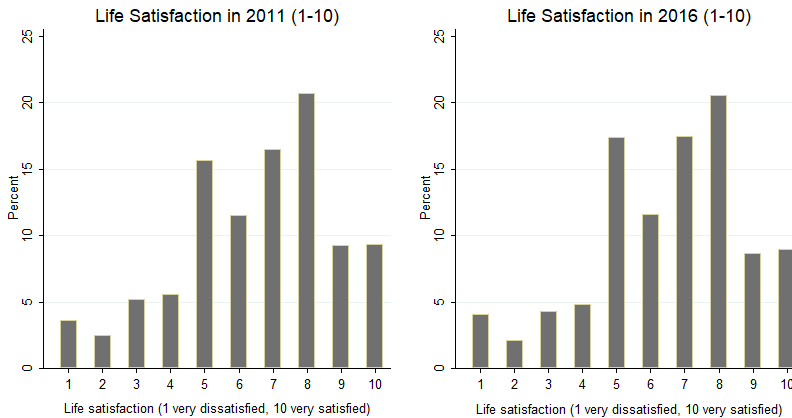 Life Satisfaction in 2011 (1-10)
25
20
15
10
5
0
Percent
1 2 3 4 5 6 7 8 9 10
Life satisfaction (1 very dissatisfied, 10 very satisfied)
Life Satisfaction in 2016 (1-10)
25
20
15
10
5
0
Percent
1 2 3 4 5 6 7 8 9 10
Life satisfaction (1 very dissatisfied, 10 very satisfied)